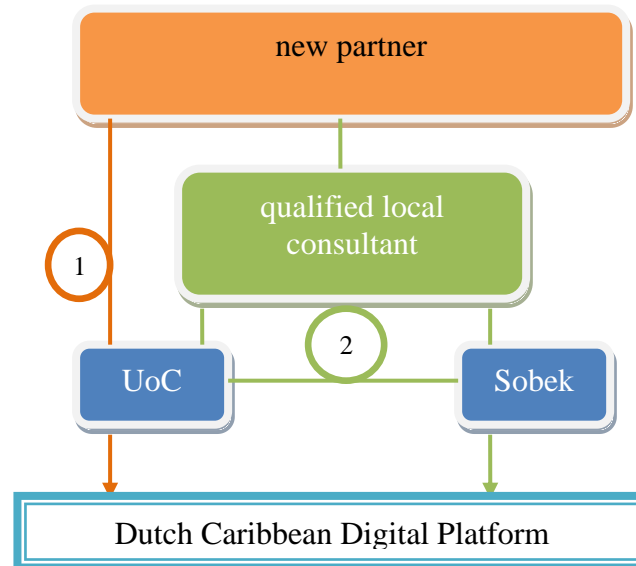 new partner
qualified local
consultant
1
2
UoC
Sobek
Dutch Caribbean Digital Platform